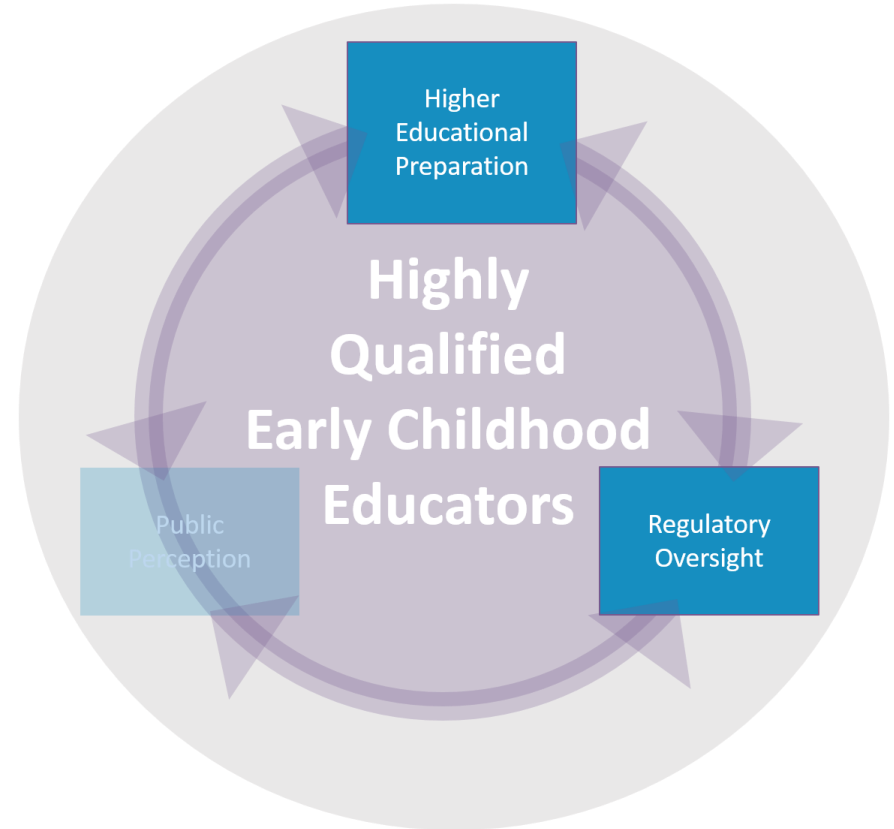 Higher
Educational
Preparation
Highly
Qualified
Early Childhood
Educators
Public
Perception
Regulatory
Oversight